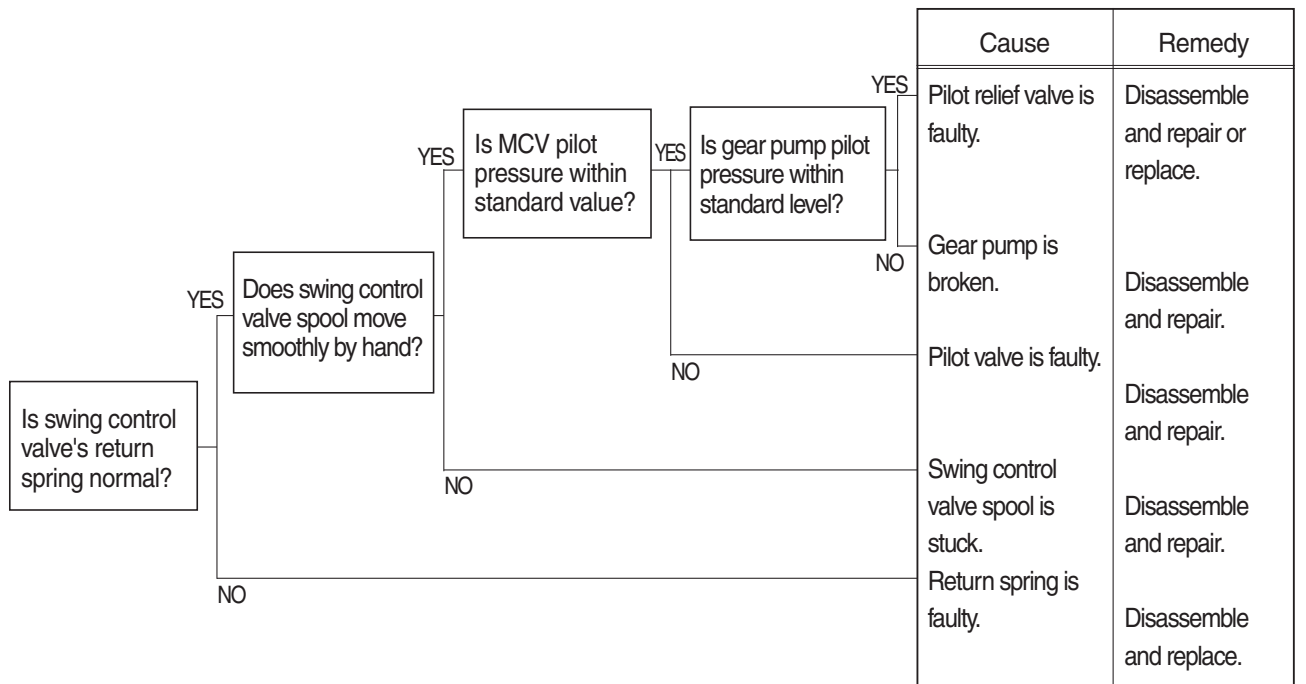 Cause
Remedy
YES
Pilot relief valve is
faulty.
Disassemble
and repair or
replace.
YES
Is MCV pilot
pressure within
standard value?
YES
Is gear pump pilot
pressure within
standard level?
NO
Gear pump is
broken.
Disassemble
and repair.
YES
Does swing control
valve spool move
smoothly by hand?
NO
Pilot valve is faulty.
Disassemble
and repair.
Is swing control
valve's return
spring normal?
NO
Swing control
valve spool is
stuck.
Disassemble
and repair.
NO
Return spring is
faulty.
Disassemble
and replace.